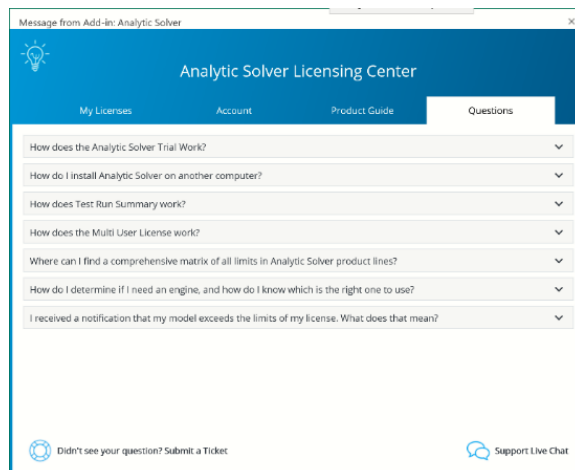 Message from Add-in: Analytic Solver
Analytic Solver Licensing Center
My Licenses Account Product Guide Questions
How does the Analytic Solver Trial Work?
How do I install Analytic Solver on another computer?
How does Test Run Summary work?
How does the Multi User License work?
Where can I find a comprehensive matrix of all limits in Analytic Solver product lines?
How do I determine if I need an engine, and how do I know which is the right one to use?
I received a notification that my model exceeds the limits of my license. What does that mean?
Didn't see your question? Submit a Ticket
Support Live Chat